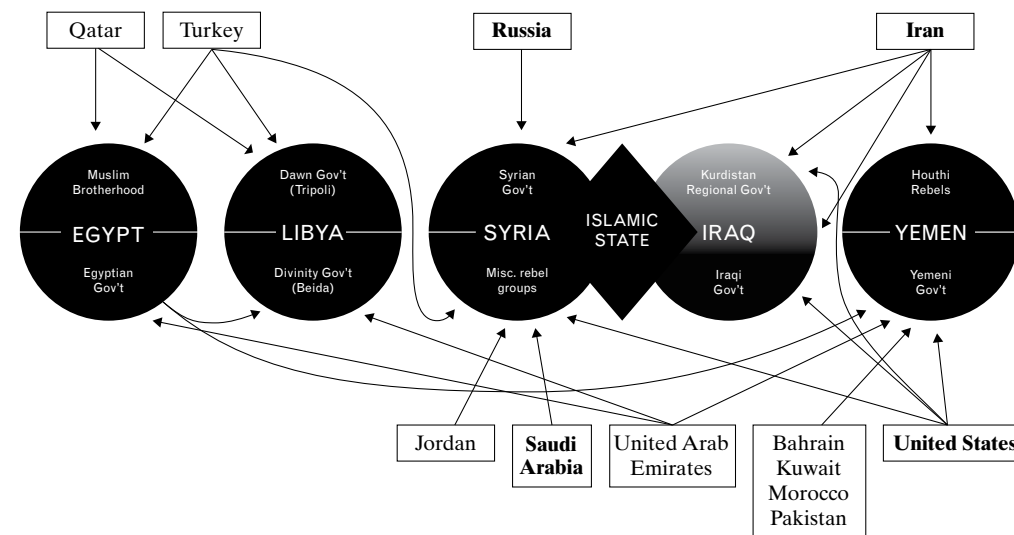 Qatar
Turkey
Russia
Iran
Muslim
Brotherhood
EGYPT
Egyptian
Gov't
Dawn Gov't
(Tripoli)
LIBYA
Divinity Gov't
(Beida)
Syrian
Gov't
SYRIA
Misc. rebel
groups
ISLAMIC
STATE
Kurdistan
Regional Gov't
IRAQ
Iraqi
Gov't
Houthi
Rebels
YEMEN
Yemeni
Gov't
Jordan
Saudi
Arabia
United Arab
Emirates
Bahrain
Kuwait
Morocco
Pakistan
United States